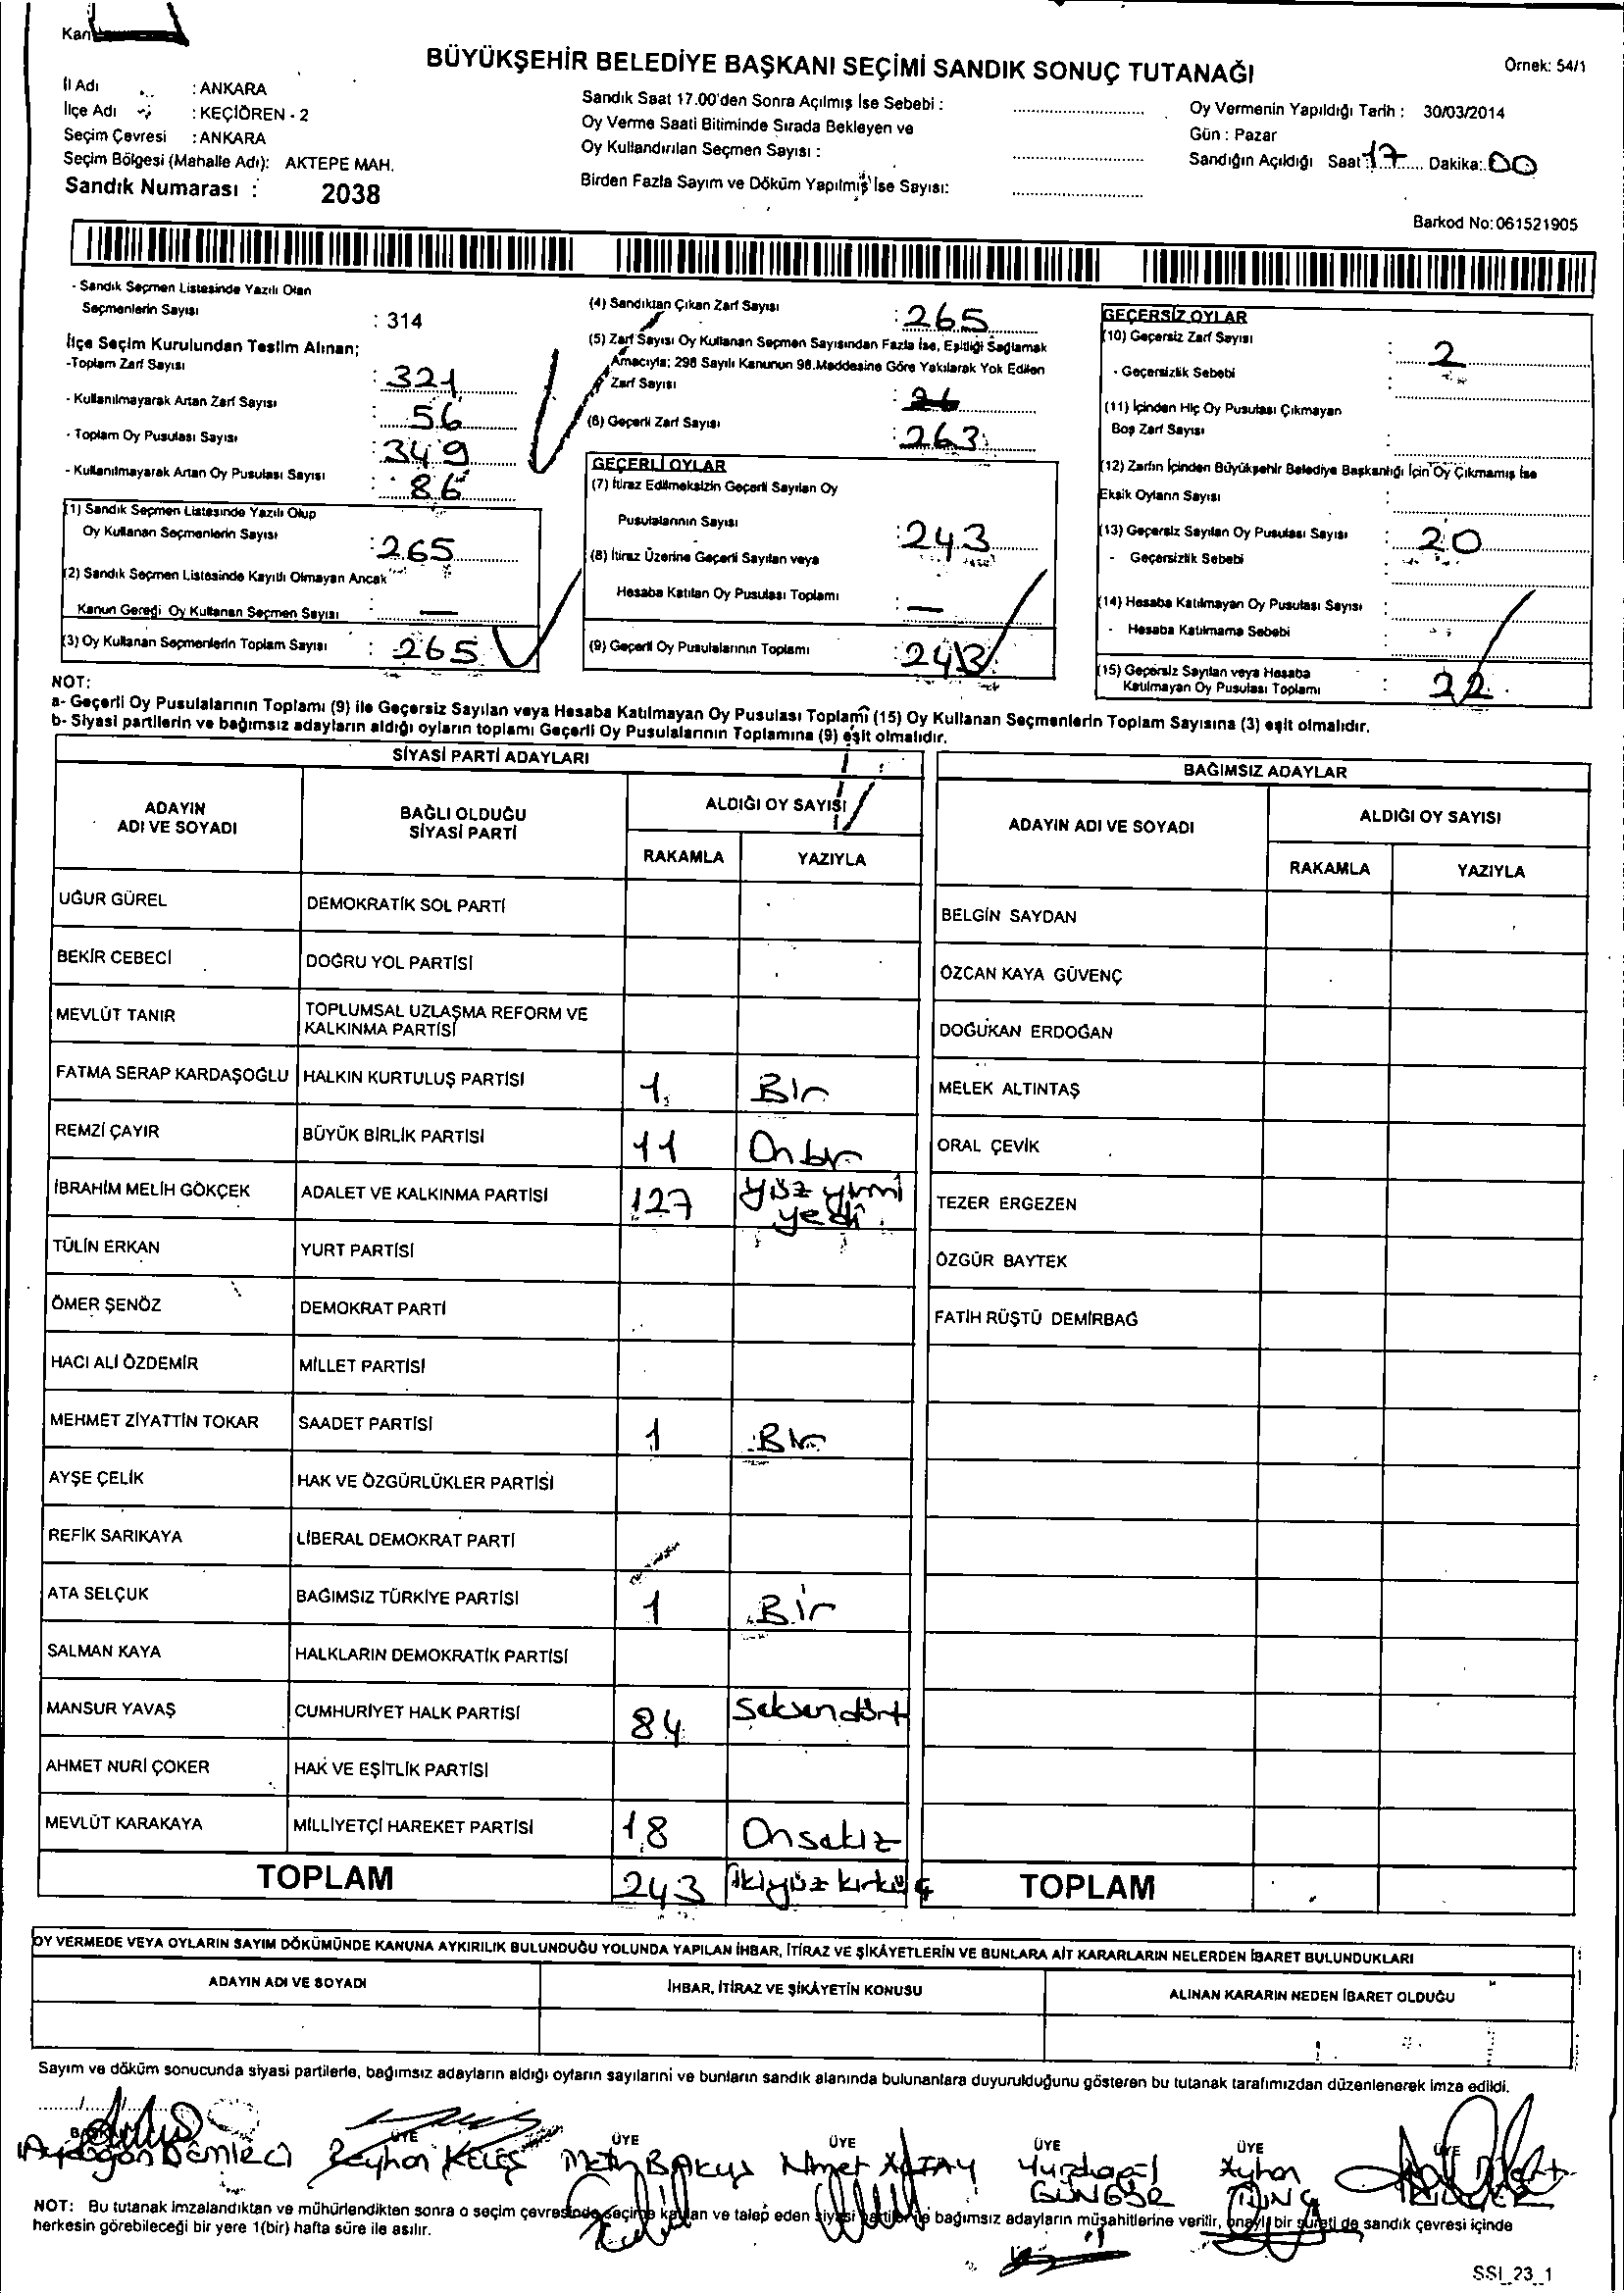 BÜYÜKŞEHİR BELEDİYE BAŞKANI SEÇİMİ SANDIK SONUÇ TUTANAĞI
Örnek: 54/1
İl Adı : ANKARA
İlçe Adı : KEÇİÖREN - 2
Seçim Çevresi : ANKARA
Seçim Bölgesi (Mahalle Adı): AKTEPE MAH.
Sandık Numarası : 2038
Sandık Saat 17.00'den Sonra Açılmış İse Sebebi :
Oy Verme Saati Bitiminde Sırada Bekleyen ve
Oy Kullandırılan Seçmen Sayısı :
Birden Fazla Sayım ve Döküm Yapılmış İse Sayısı:
Oy Vermenin Yapıldığı Tarih : 30/03/2014
Gün : Pazar
Sandığın Açıldığı Saat: 17 Dakika: 00
Barkod No: 061521905
- Sandık Seçmen Listesinde Yazılı Olan
Seçmenlerin Sayısı : 314
İlçe Seçim Kurulundan Teslim Alınan;
-Toplam Zarf Sayısı : 321
- Kullanılmayarak Artan Zarf Sayısı : 56
- Toplam Oy Pusulası Sayısı : 349
- Kullanılmayarak Artan Oy Pusulası Sayısı : 86
(1) Sandık Seçmen Listesinde Yazılı Olup
Oy Kullanan Seçmenlerin Sayısı : 265
(2) Sandık Seçmen Listesinde Kayıtlı Olmayan Ancak
Kanun Gereği Oy Kullanan Seçmen Sayısı : —
(3) Oy Kullanan Seçmenlerin Toplam Sayısı : 265
(4) Sandıktan Çıkan Zarf Sayısı : 265
(5) Zarf Sayısı Oy Kullanan Seçmen Sayısından Fazla İse, Eşitliği Sağlamak
Amacıyla; 298 Sayılı Kanunun 98.Maddesine Göre Yakılarak Yok Edilen
Zarf Sayısı :
(6) Geçerli Zarf Sayısı : 263
GEÇERLİ OYLAR
(7) İtiraz Edilmeksizin Geçerli Sayılan Oy
Pusulalarının Sayısı : 243
(8) İtiraz Üzerine Geçerli Sayılan veya
Hesaba Katılan Oy Pusulası Toplamı : —
(9) Geçerli Oy Pusulalarının Toplamı : 243
GEÇERSİZ OYLAR
(10) Geçersiz Zarf Sayısı : 2
- Geçersizlik Sebebi :
(11) İçinden Hiç Oy Pusulası Çıkmayan
Boş Zarf Sayısı :
(12) Zarfın İçinden Büyükşehir Belediye Başkanlığı İçin Oy Çıkmamış İse
Eksik Oyların Sayısı :
(13) Geçersiz Sayılan Oy Pusulası Sayısı : 20
- Geçersizlik Sebebi :
(14) Hesaba Katılmayan Oy Pusulası Sayısı :
- Hesaba Katılmama Sebebi :
(15) Geçersiz Sayılan veya Hesaba
Katılmayan Oy Pusulası Toplamı : 22
NOT:
a- Geçerli Oy Pusulalarının Toplamı (9) ile Geçersiz Sayılan veya Hesaba Katılmayan Oy Pusulası Toplamı (15) Oy Kullanan Seçmenlerin Toplam Sayısına (3) eşit olmalıdır.
b- Siyasi partilerin ve bağımsız adayların aldığı oyların toplamı Geçerli Oy Pusulalarının Toplamına (9) eşit olmalıdır.
SİYASİ PARTİ ADAYLARI
ADAYIN ADI VE SOYADI BAĞLI OLDUĞU SİYASİ PARTİ ALDIĞI OY SAYISI
RAKAMLA YAZIYLA
UĞUR GÜREL DEMOKRATİK SOL PARTİ
BEKİR CEBECİ DOĞRU YOL PARTİSİ
MEVLÜT TANIR TOPLUMSAL UZLAŞMA REFORM VE KALKINMA PARTİSİ
FATMA SERAP KARDAŞOĞLU HALKIN KURTULUŞ PARTİSİ 1 Bir
REMZİ ÇAYIR BÜYÜK BİRLİK PARTİSİ 11 Onbir
İBRAHİM MELİH GÖKÇEK ADALET VE KALKINMA PARTİSİ 127 yüz yirmi yedi
TÜLİN ERKAN YURT PARTİSİ
ÖMER ŞENÖZ DEMOKRAT PARTİ
HACI ALİ ÖZDEMİR MİLLET PARTİSİ
MEHMET ZİYATTİN TOKAR SAADET PARTİSİ 1 Bir
AYŞE ÇELİK HAK VE ÖZGÜRLÜKLER PARTİSİ
REFİK SARIKAYA LİBERAL DEMOKRAT PARTİ
ATA SELÇUK BAĞIMSIZ TÜRKİYE PARTİSİ 1 Bir
SALMAN KAYA HALKLARIN DEMOKRATİK PARTİSİ
MANSUR YAVAŞ CUMHURİYET HALK PARTİSİ 84 Seksendört
AHMET NURİ ÇOKER HAK VE EŞİTLİK PARTİSİ
MEVLÜT KARAKAYA MİLLİYETÇİ HAREKET PARTİSİ 18 Onsekiz
TOPLAM 243 ikiyüz kırküç
BAĞIMSIZ ADAYLAR
ADAYIN ADI VE SOYADI ALDIĞI OY SAYISI
RAKAMLA YAZIYLA
BELGİN SAYDAN
ÖZCAN KAYA GÜVENÇ
DOĞUKAN ERDOĞAN
MELEK ALTINTAŞ
ORAL ÇEVİK
TEZER ERGEZEN
ÖZGÜR BAYTEK
FATİH RÜŞTÜ DEMİRBAĞ
TOPLAM
OY VERMEDE VEYA OYLARIN SAYIM DÖKÜMÜNDE KANUNA AYKIRILIK BULUNDUĞU YOLUNDA YAPILAN İHBAR, İTİRAZ VE ŞİKÂYETLERİN VE BUNLARA AİT KARARLARIN NELERDEN İBARET BULUNDUKLARI
ADAYIN ADI VE SOYADI İHBAR, İTİRAZ VE ŞİKÂYETİN KONUSU ALINAN KARARIN NEDEN İBARET OLDUĞU
Sayım ve döküm sonucunda siyasi partilerle, bağımsız adayların aldığı oyların sayılarını ve bunların sandık alanında bulunanlara duyurulduğunu gösteren bu tutanak tarafımızdan düzenlenerek imza edildi.
ÜYE ÜYE ÜYE ÜYE ÜYE ÜYE
Aydoğan Demirci Reyhan KELEŞ Metin Yurdagül GÜNGÖR Ayhan TUNÇ
NOT: Bu tutanak imzalandıktan ve mühürlendikten sonra o seçim çevresinde seçime katılan ve talep eden siyasi partiler ile bağımsız adayların müşahitlerine verilir, onaylı bir sureti de sandık çevresi içinde
herkesin görebileceği bir yere 1(bir) hafta süre ile asılır.
SSI_23_1